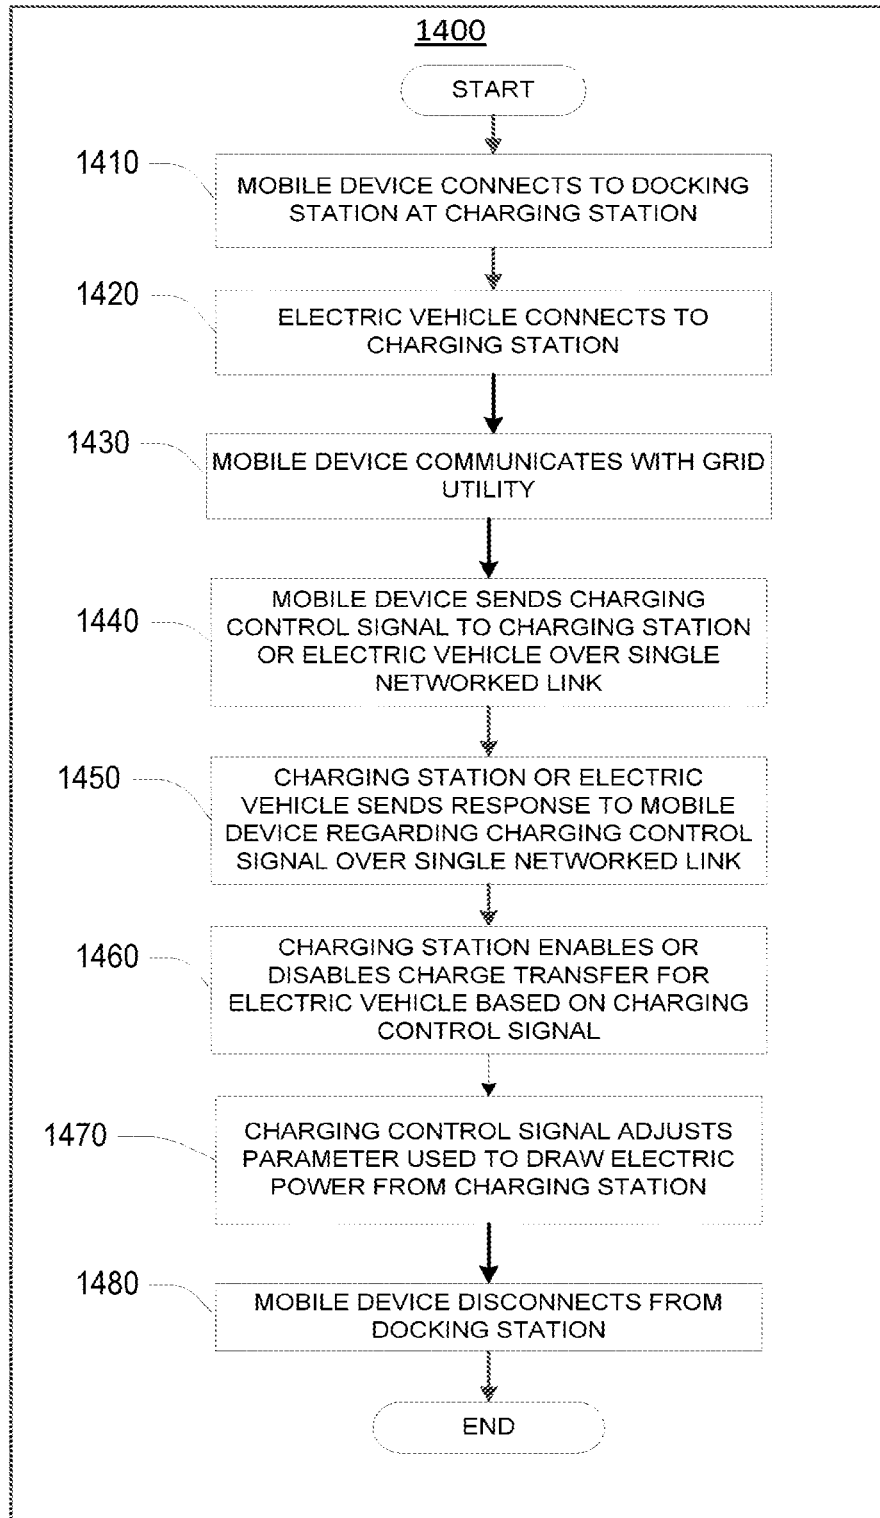 1400
START
1410
MOBILE DEVICE CONNECTS TO DOCKING
STATION AT CHARGING STATION
1420
ELECTRIC VEHICLE CONNECTS TO
CHARGING STATION
1430
MOBILE DEVICE COMMUNICATES WITH GRID
UTILITY
1440
MOBILE DEVICE SENDS CHARGING
CONTROL SIGNAL TO CHARGING STATION
OR ELECTRIC VEHICLE OVER SINGLE
NETWORKED LINK
1450
CHARGING STATION OR ELECTRIC
VEHICLE SENDS RESPONSE TO MOBILE
DEVICE REGARDING CHARGING CONTROL
SIGNAL OVER SINGLE NETWORKED LINK
1460
CHARGING STATION ENABLES OR
DISABLES CHARGE TRANSFER FOR
ELECTRIC VEHICLE BASED ON CHARGING
CONTROL SIGNAL
1470
CHARGING CONTROL SIGNAL ADJUSTS
PARAMETER USED TO DRAW ELECTRIC
POWER FROM CHARGING STATION
1480
MOBILE DEVICE DISCONNECTS FROM
DOCKING STATION
END